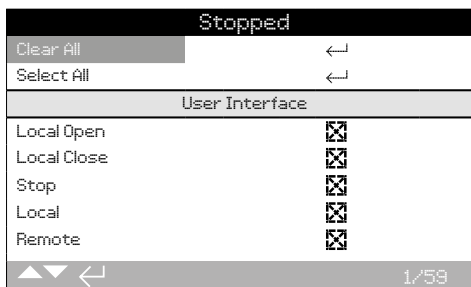 Stopped
Clear All
Select All
User Interface
Local Open
Local Close
Stop
Local
Remote
1/59